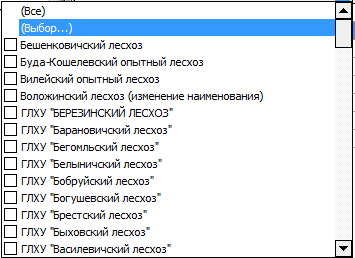 (Все)
(Выбор...)
Бешенковичский лесхоз
Буда-Кошелевский опытный лесхоз
Вилейский опытный лесхоз
Воложинский лесхоз (изменение наименования)
ГЛХУ "БЕРЕЗИНСКИЙ ЛЕСХОЗ"
ГЛХУ "Барановичский лесхоз"
ГЛХУ "Бегомльский лесхоз"
ГЛХУ "Белыничский лесхоз"
ГЛХУ "Бобруйский лесхоз"
ГЛХУ "Богушевский лесхоз"
ГЛХУ "Брестский лесхоз"
ГЛХУ "Быховский лесхоз"
ГЛХУ "Василевичский лесхоз"